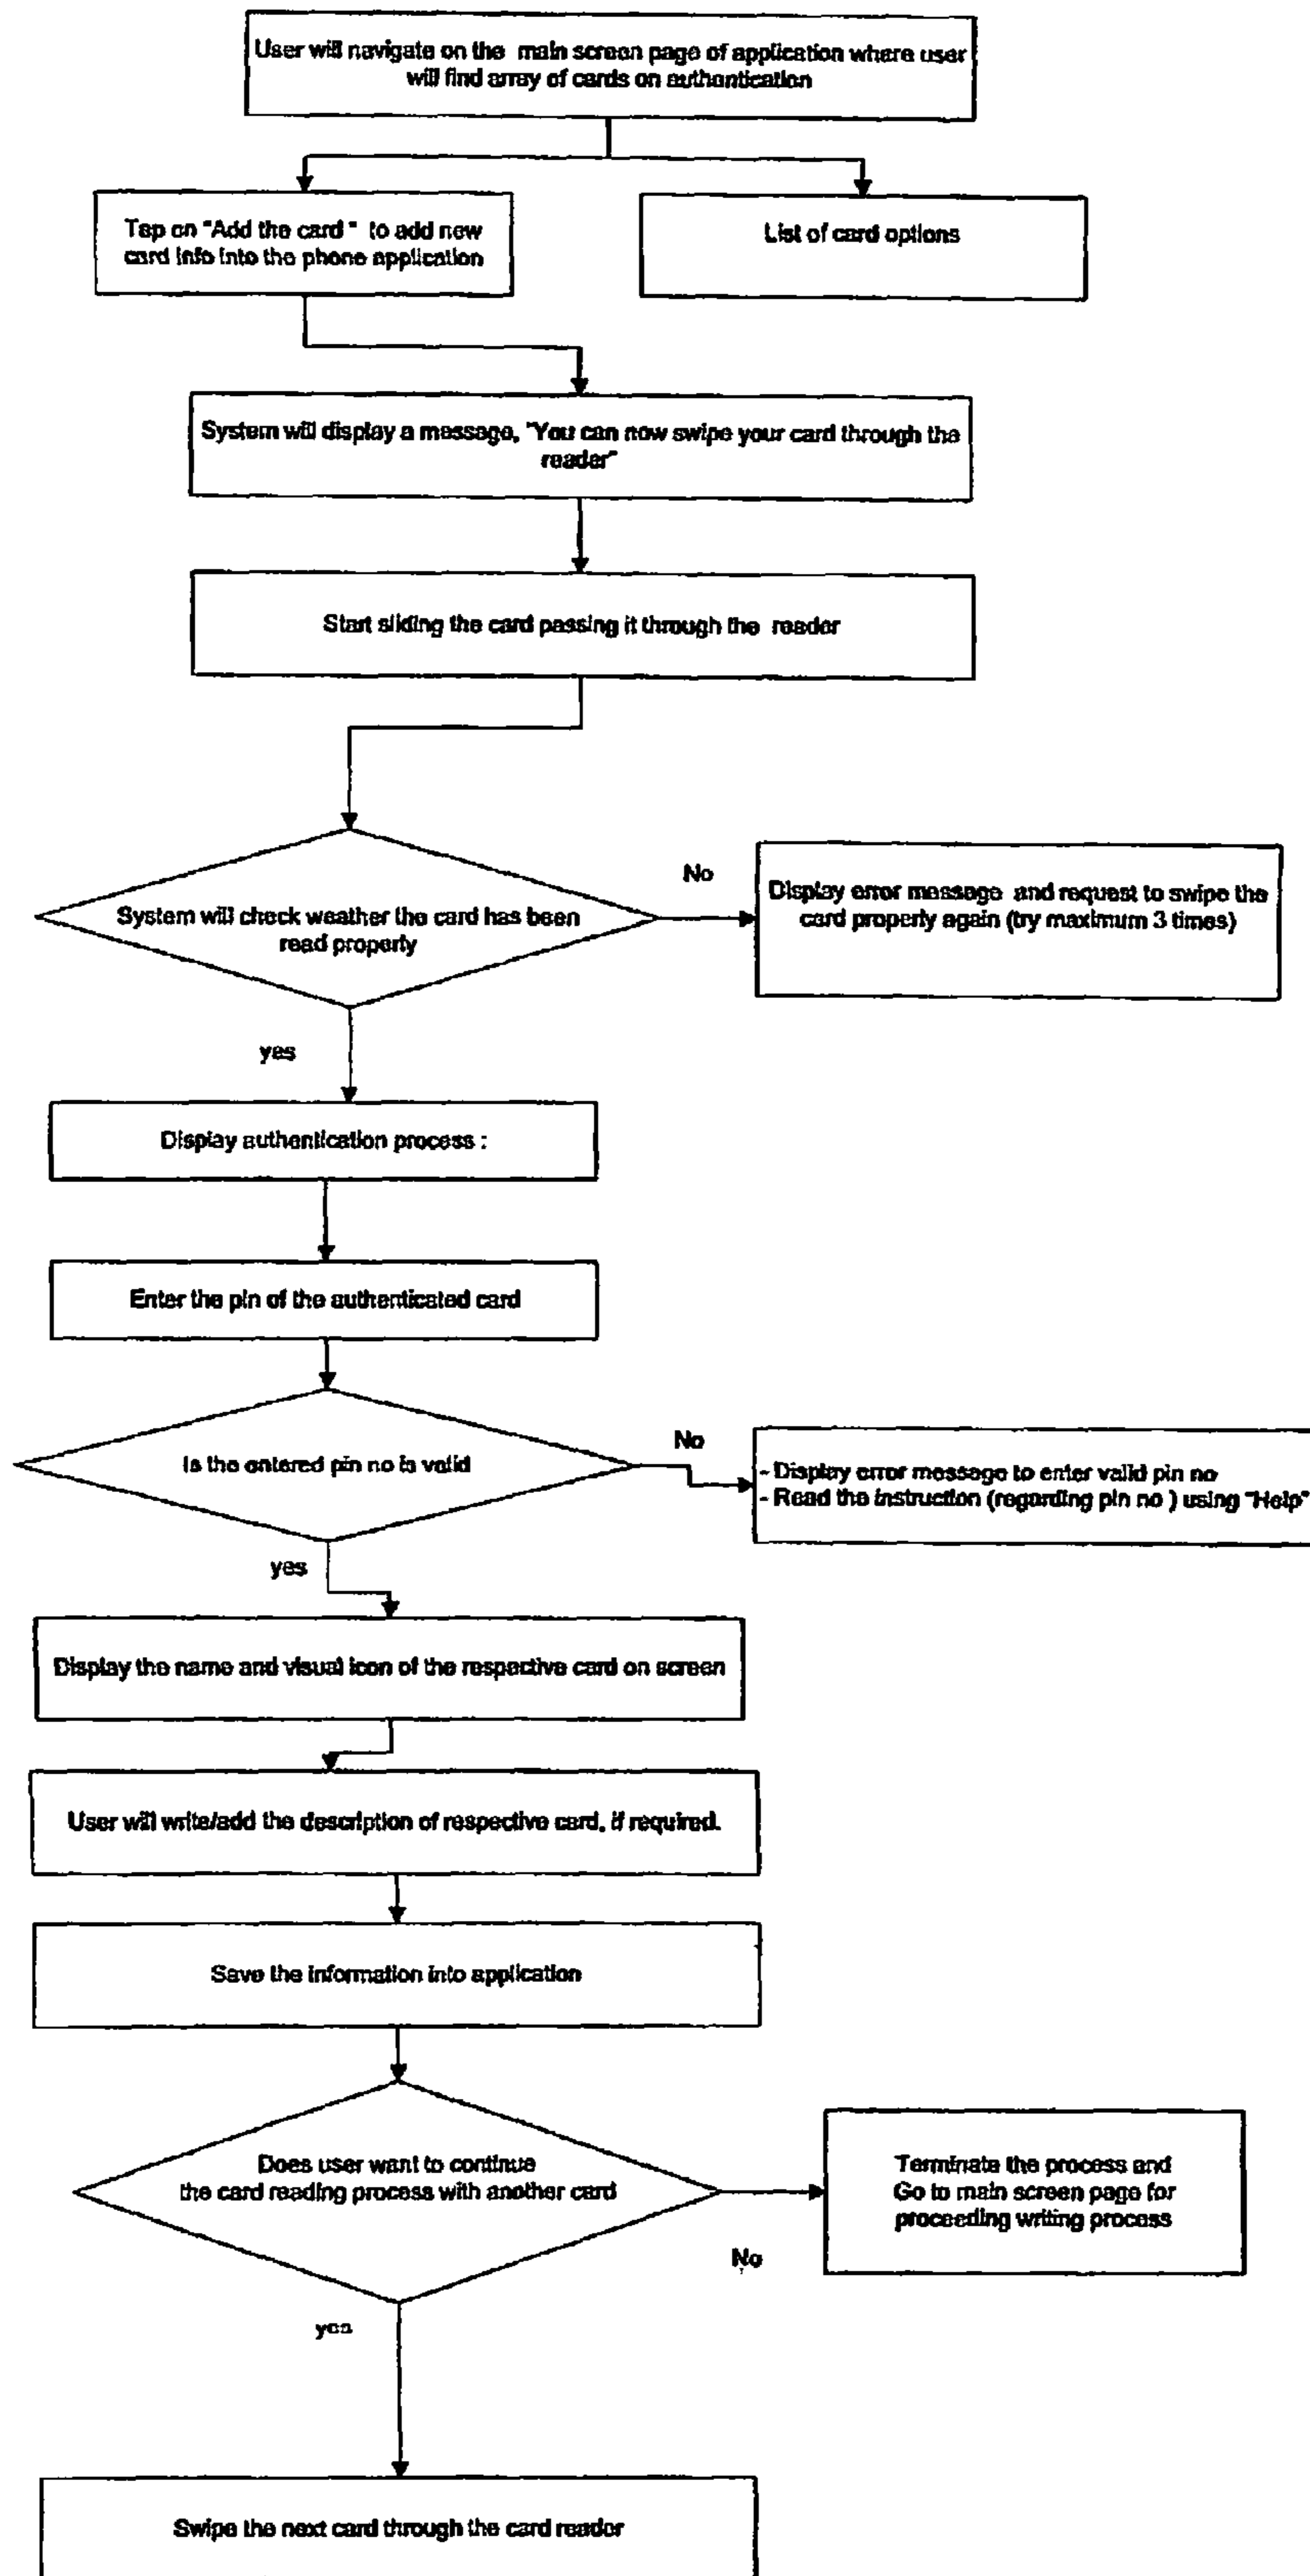 User will navigate on the main screen page of application where user
will find array of cards on authentication
Tap on "Add the card " to add new
card info into the phone application
List of card options
System will display a message, "You can now swipe your card through the
reader"
Start sliding the card passing it through the reader
No
System will check weather the card has been
read properly
Display error message and request to swipe the
card properly again (try maximum 3 times)
yes
Display authentication process :
Enter the pin of the authenticated card
No
Is the entered pin no is valid
- Display error message to enter valid pin no
- Read the instruction (regarding pin no ) using "Help"
yes
Display the name and visual icon of the respective card on screen
User will write/add the description of respective card, if required.
Save the information into application
Does user want to continue
the card reading process with another card
Terminate the process and
Go to main screen page for
proceeding writing process
No
yes
Swipe the next card through the card reader